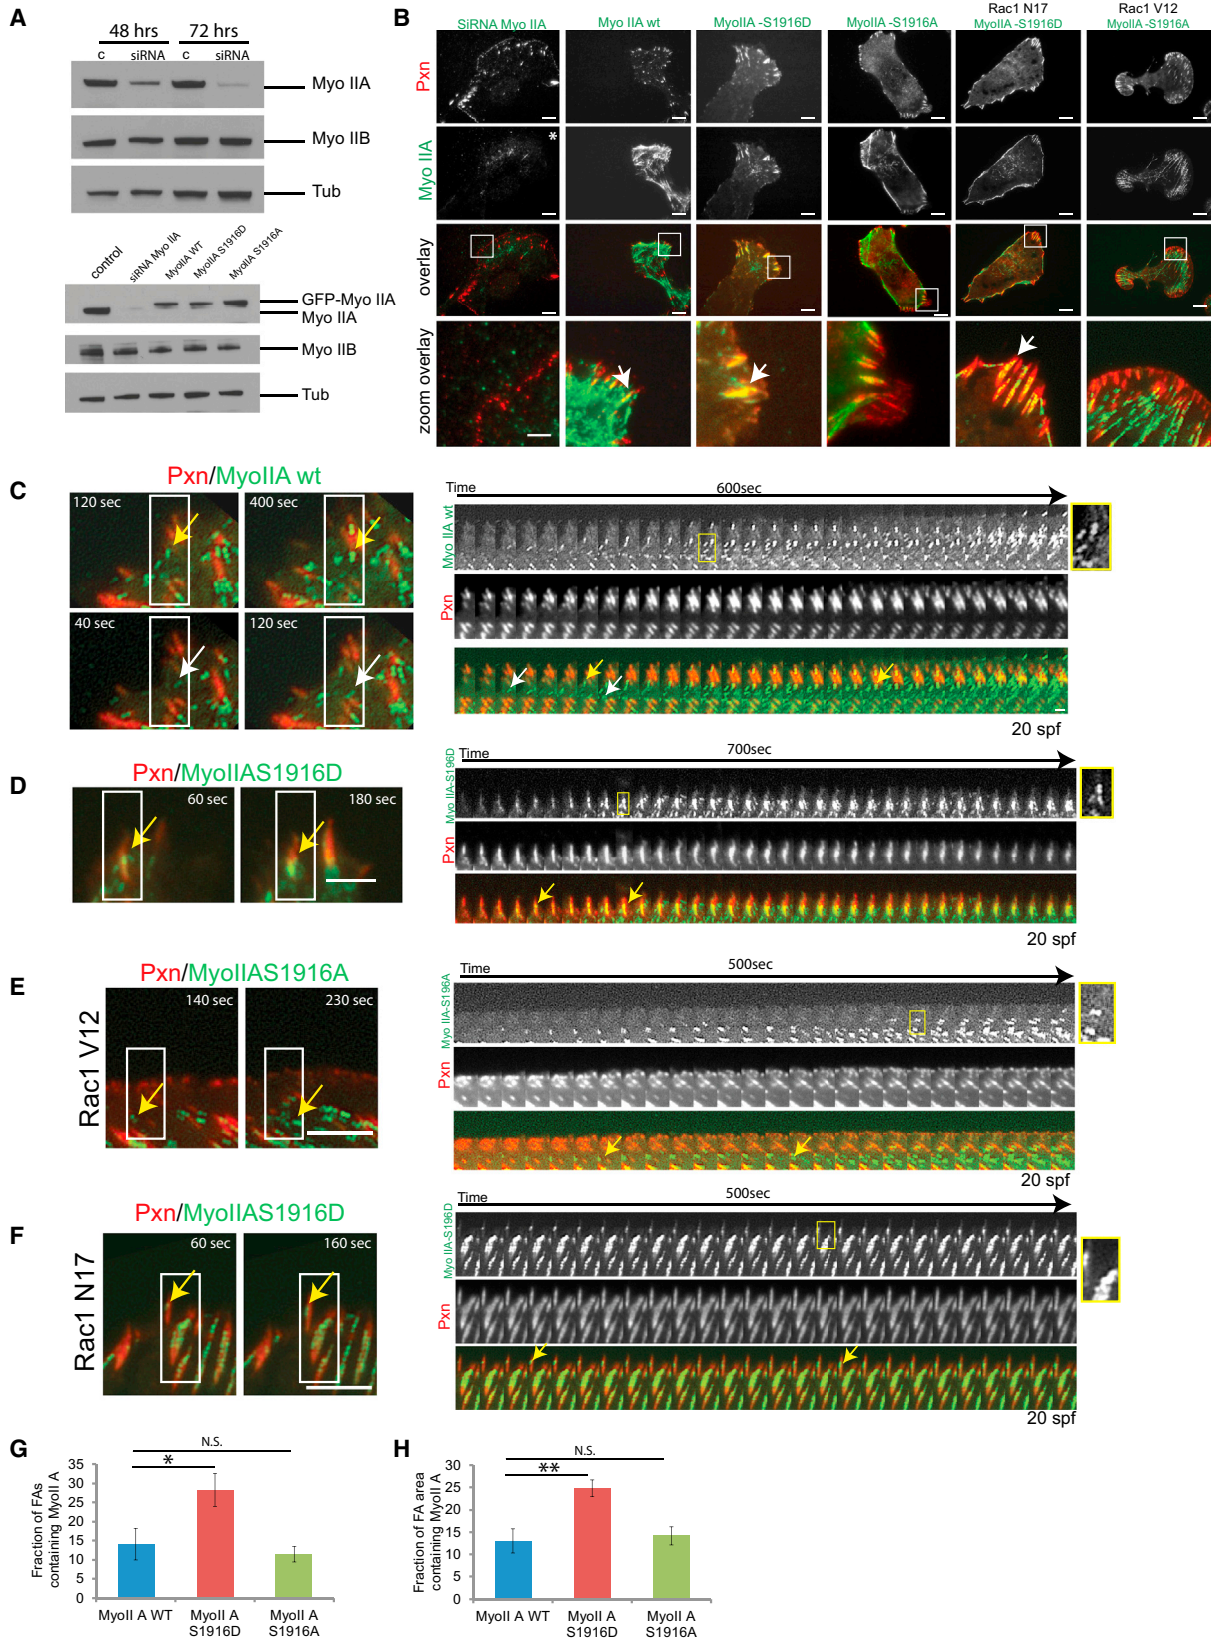 A
48 hrs 72 hrs
c siRNA c siRNA
Myo IIA
Myo IIB
Tub
control siRNA Myo IIA MyoIIA WT MyoIIA S1916D MyoIIA S1916A
GFP-Myo IIA
Myo IIA
Myo IIB
Tub
B
SiRNA Myo IIA Myo IIA wt MyoIIA -S1916D MyoIIA -S1916A Rac1 N17 MyoIIA -S1916D Rac1 V12 MyoIIA -S1916A
Pxn
Myo IIA
*
overlay
zoom overlay
C
Pxn/MyoIIA wt
120 sec 400 sec
40 sec 120 sec
Time 600sec
Myo IIA wt
Pxn
20 spf
D
Pxn/MyoIIAS1916D
60 sec 180 sec
Time 700sec
Myo IIA-S196D
Pxn
20 spf
E
Pxn/MyoIIAS1916A
Rac1 V12
140 sec 230 sec
Time 500sec
Myo IIA-S196A
Pxn
20 spf
F
Pxn/MyoIIAS1916D
Rac1 N17
60 sec 160 sec
Time 500sec
Myo IIA-S196D
Pxn
20 spf
G
N.S.
*
Fraction of FAs
containing MyoII A
35
30
25
20
15
10
5
0
MyoII A WT MyoII A S1916D MyoII A S1916A
H
N.S.
**
Fraction of FA area
containing MyoII A
30
25
20
15
10
5
0
MyoII A WT MyoII A S1916D MyoII A S1916A